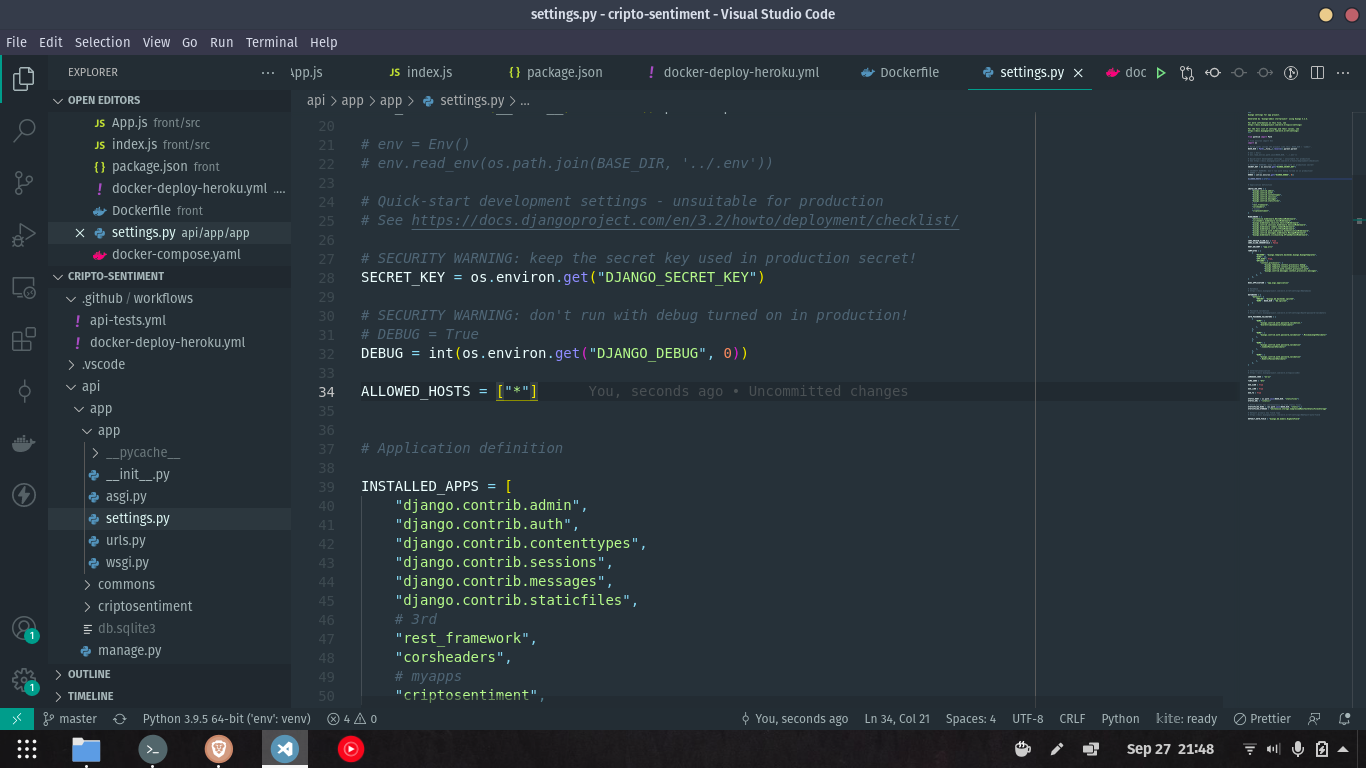 settings.py - cripto-sentiment - Visual Studio Code
File Edit Selection View Go Run Terminal Help
EXPLORER
App.js
index.js
package.json
docker-deploy-heroku.yml
Dockerfile
settings.py
doc
OPEN EDITORS
App.js front/src
index.js front/src
package.json front
docker-deploy-heroku.yml ....
Dockerfile front
settings.py api/app/app
docker-compose.yaml
CRIPTO-SENTIMENT
.github / workflows
api-tests.yml
docker-deploy-heroku.yml
.vscode
api
app
app
__pycache__
__init__.py
asgi.py
settings.py
urls.py
wsgi.py
commons
criptosentiment
db.sqlite3
manage.py
OUTLINE
TIMELINE
api > app > app > settings.py > ...
20
21 # env = Env()
22 # env.read_env(os.path.join(BASE_DIR, '../.env'))
23
24 # Quick-start development settings - unsuitable for production
25 # See https://docs.djangoproject.com/en/3.2/howto/deployment/checklist/
26
27 # SECURITY WARNING: keep the secret key used in production secret!
28 SECRET_KEY = os.environ.get("DJANGO_SECRET_KEY")
29
30 # SECURITY WARNING: don't run with debug turned on in production!
31 # DEBUG = True
32 DEBUG = int(os.environ.get("DJANGO_DEBUG", 0))
33
34 ALLOWED_HOSTS = ["*"] You, seconds ago • Uncommitted changes
35
36
37 # Application definition
38
39 INSTALLED_APPS = [
40 "django.contrib.admin",
41 "django.contrib.auth",
42 "django.contrib.contenttypes",
43 "django.contrib.sessions",
44 "django.contrib.messages",
45 "django.contrib.staticfiles",
46 # 3rd
47 "rest_framework",
48 "corsheaders",
49 # myapps
50 "criptosentiment",
1
1
master
Python 3.9.5 64-bit ('env': venv)
4
0
You, seconds ago
Ln 34, Col 21
Spaces: 4
UTF-8
CRLF
Python
kite: ready
Prettier
Sep 27 21:48